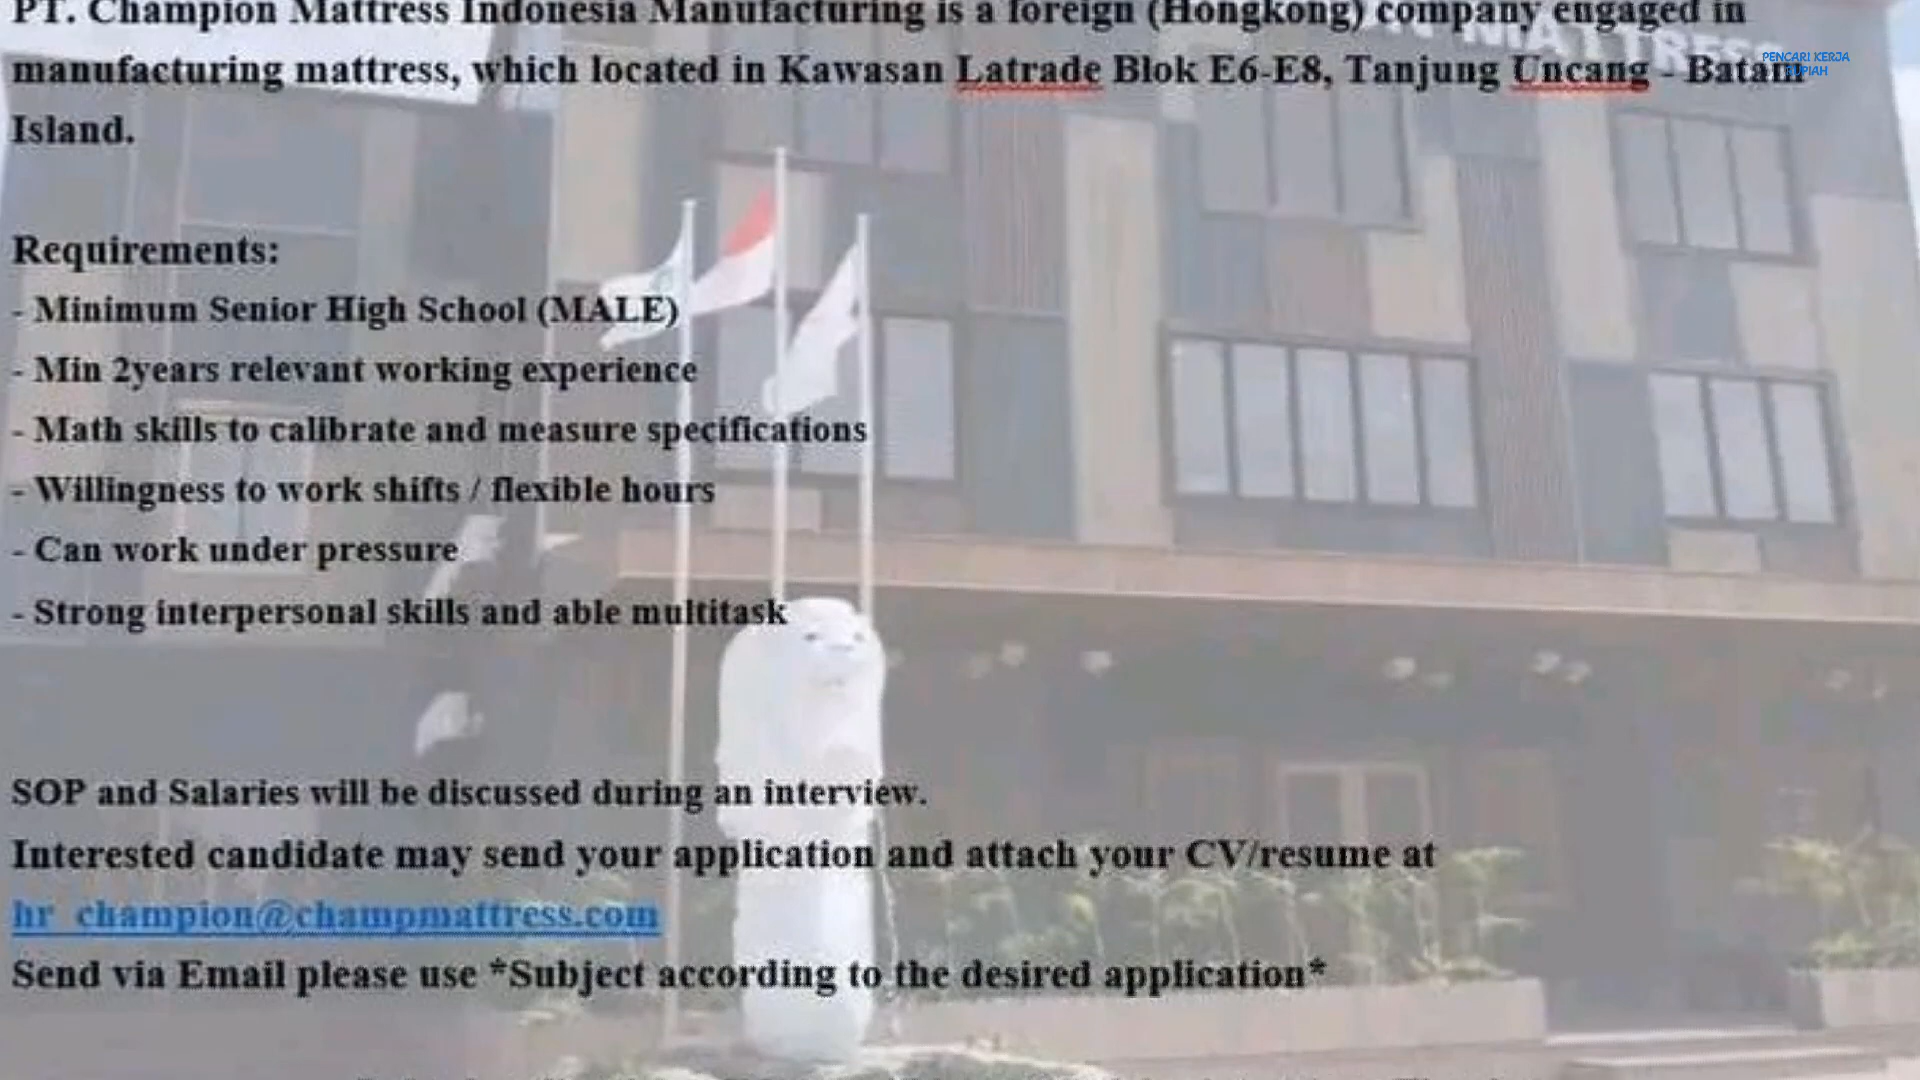 PT. Champion Mattress Indonesia Manufacturing is a foreign (Hongkong) company engaged in
manufacturing mattress, which located in Kawasan Latrade Blok E6-E8, Tanjung Uncang - Batam
Island.
MATTRESS
PENCARI KERJA
Requirements:
- Minimum Senior High School (MALE)
- Min 2years relevant working experience
- Math skills to calibrate and measure specifications
- Willingness to work shifts / flexible hours
- Can work under pressure
- Strong interpersonal skills and able multitask
SOP and Salaries will be discussed during an interview.
Interested candidate may send your application and attach your CV/resume at
hr_champion@champmattress.com
Send via Email please use *Subject according to the desired application*